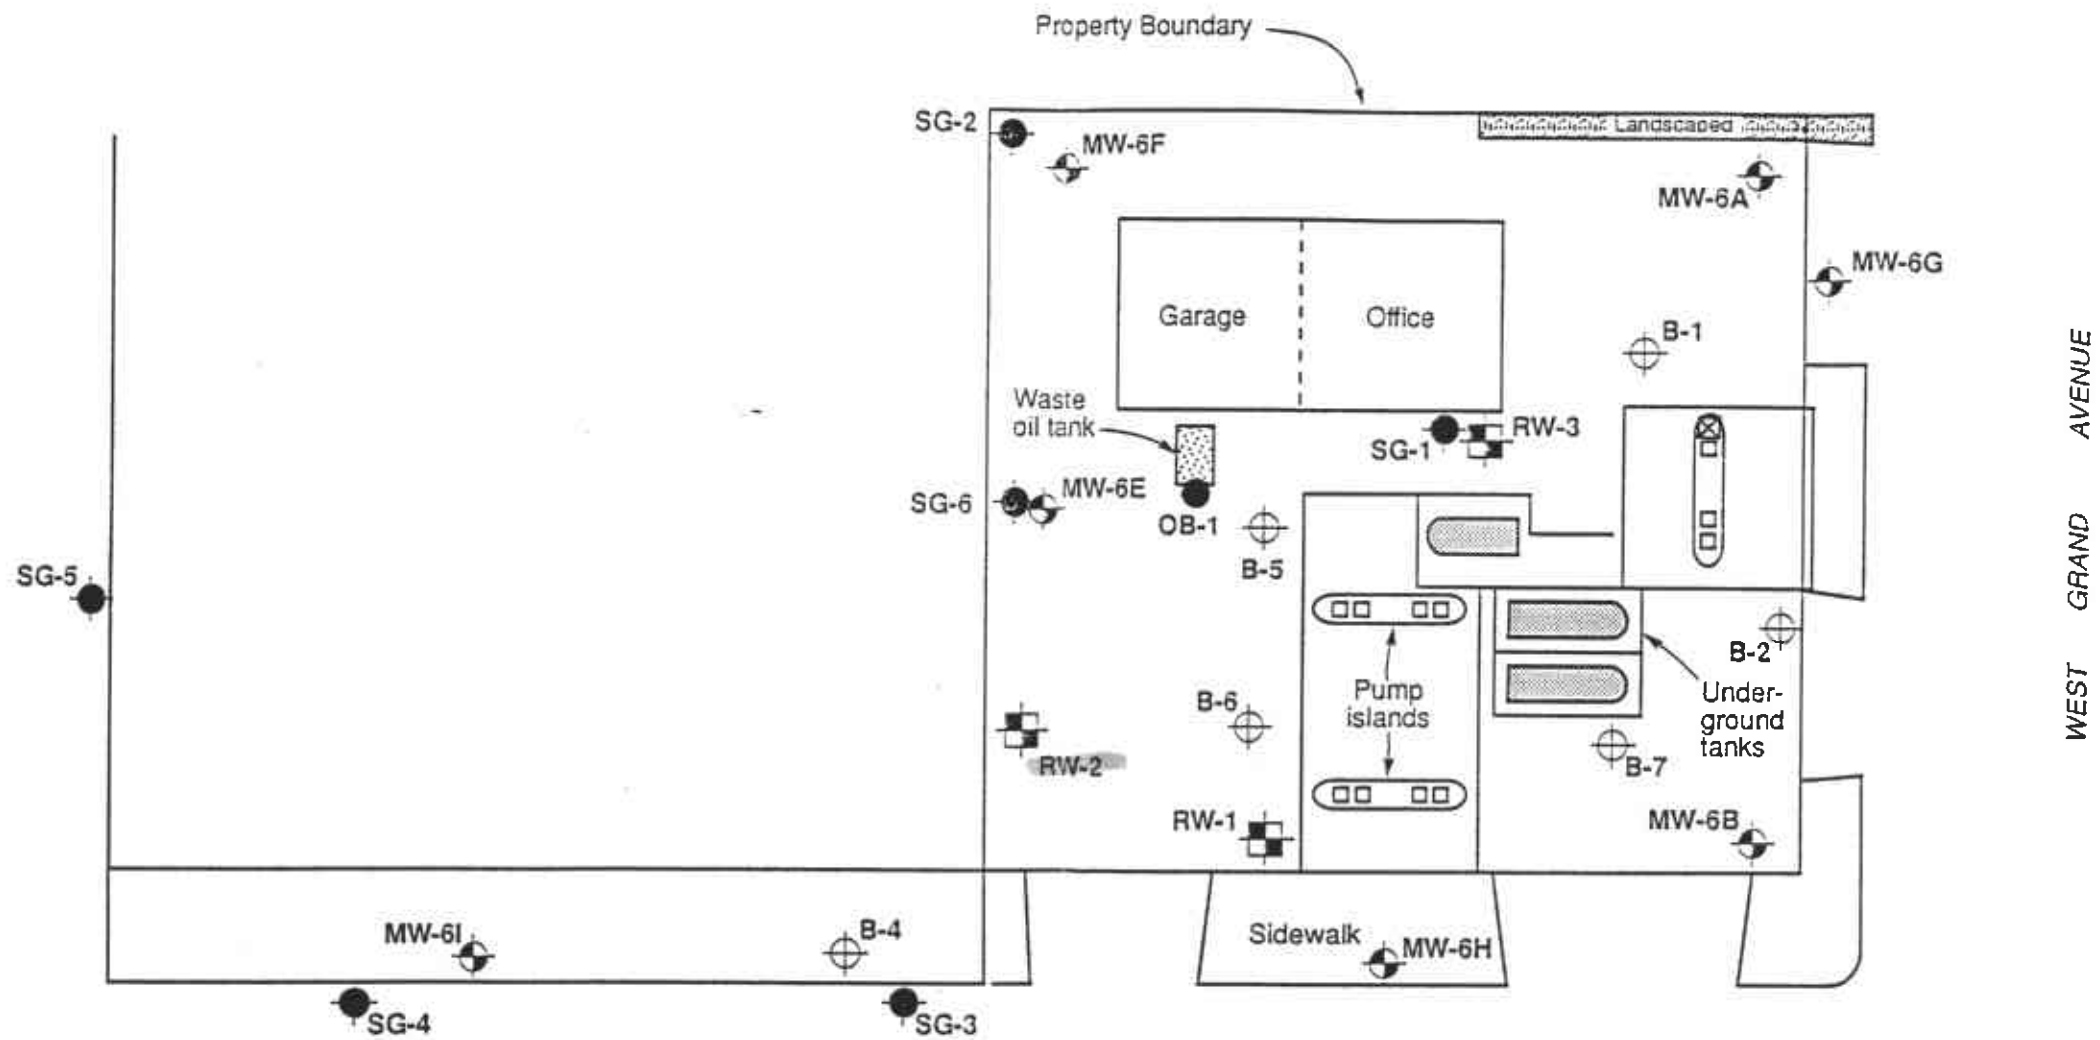 Property Boundary
SG-2
MW-6F
Landscaped
MW-6A
MW-6G
Garage
Office
B-1
Waste
oil tank
SG-1
RW-3
SG-6
MW-6E
OB-1
B-5
SG-5
B-2
Pump
islands
Under-
ground
tanks
B-6
RW-2
B-7
RW-1
MW-6B
MW-6I
B-4
Sidewalk
MW-6H
SG-4
SG-3
WEST GRAND AVENUE